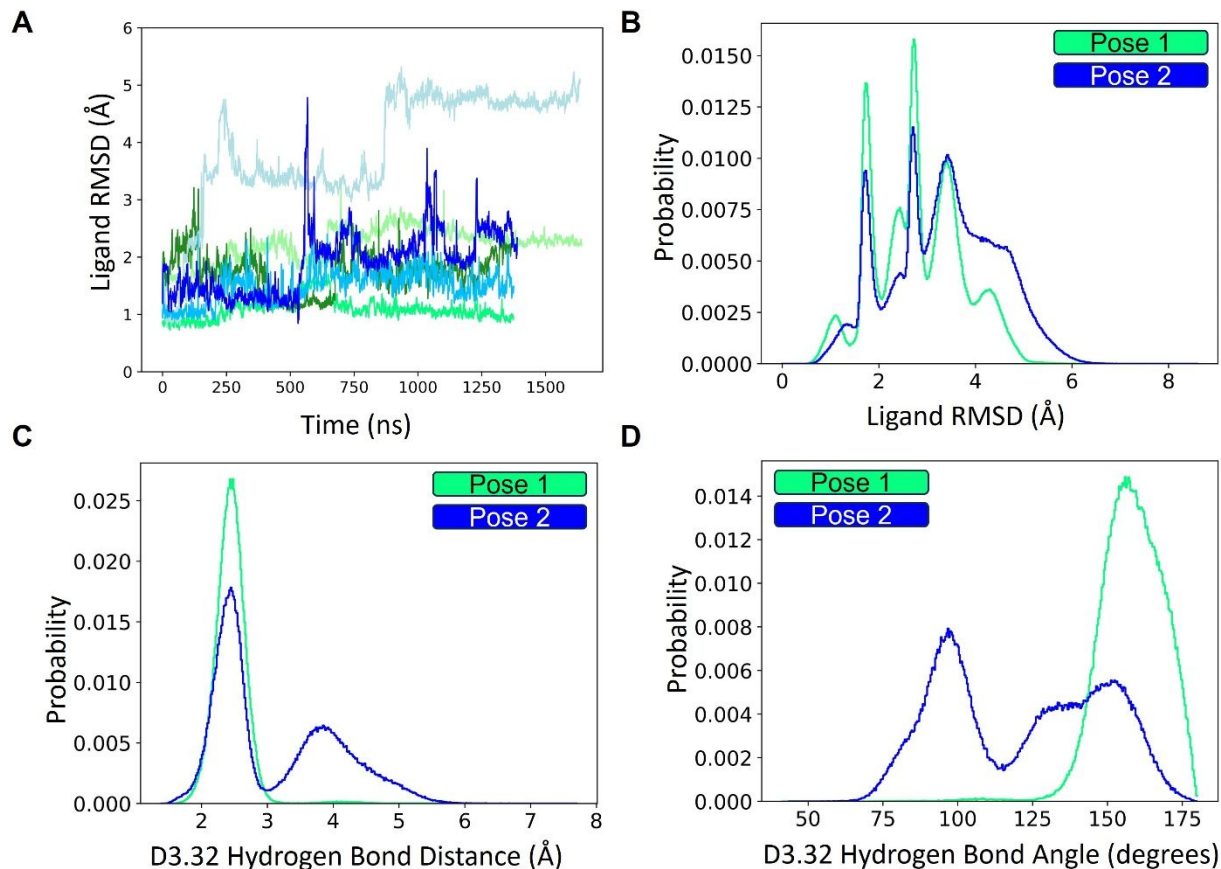 A
6
5
4
3
2
1
0
Ligand RMSD (Å)
0 250 500 750 1000 1250 1500
Time (ns)
B
Pose 1
Pose 2
0.0150
0.0125
0.0100
0.0075
0.0050
0.0025
0.0000
Probability
0 2 4 6 8
Ligand RMSD (Å)
C
Pose 1
Pose 2
0.025
0.020
0.015
0.010
0.005
0.000
Probability
2 3 4 5 6 7 8
D3.32 Hydrogen Bond Distance (Å)
D
Pose 1
Pose 2
0.014
0.012
0.010
0.008
0.006
0.004
0.002
0.000
Probability
50 75 100 125 150 175
D3.32 Hydrogen Bond Angle (degrees)